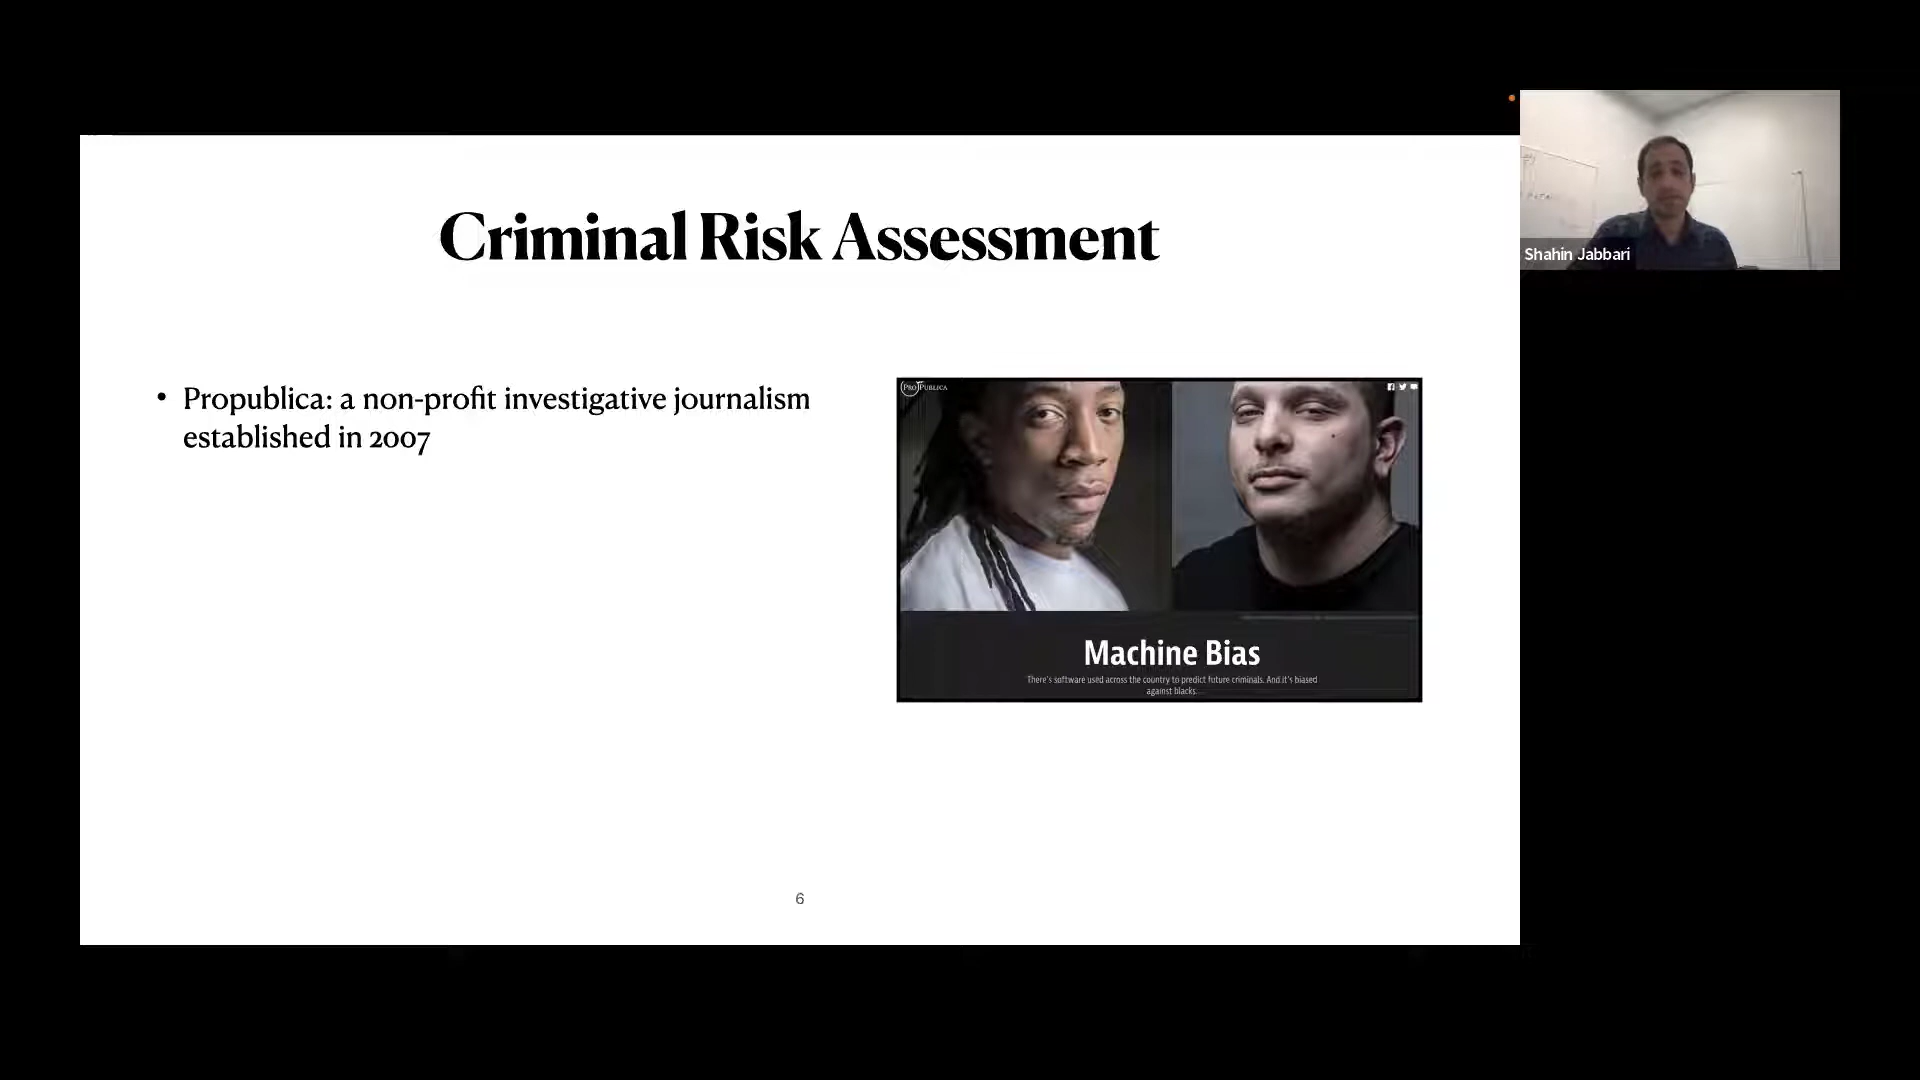 Criminal Risk Assessment
Shahin Jabbari
• Propublica: a non-profit investigative journalism
established in 2007
PROPUBLICA
Machine Bias
There's software used across the country to predict future criminals. And it's biased
against blacks.
6